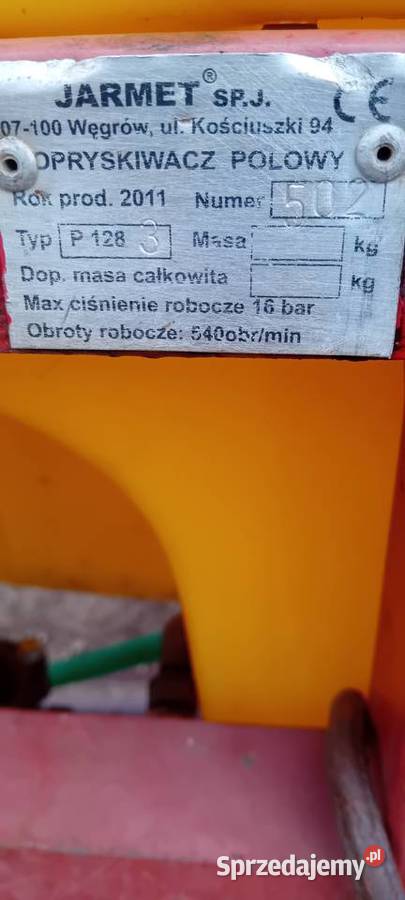 JARMET® SP.J. CE
07-100 Węgrów, ul. Kościuszki 94
OPRYSKIWACZ POLOWY
Rok prod. 2011 Numer 502
Typ P 128 3 Masa kg
Dop. masa całkowita kg
Max ciśnienie robocze 16 bar
Obroty robocze: 540obr/min
Sprzedajemy.pl